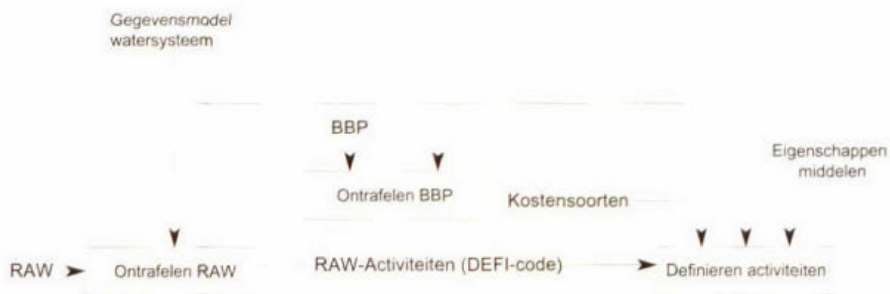 Gegevensmodel
watersysteem
BBP
Eigenschappen
middelen
Ontrafelen BBP
Kostensoorten
RAW
Ontrafelen RAW
RAW-Activiteiten (DEFI-code)
Definieren activiteiten